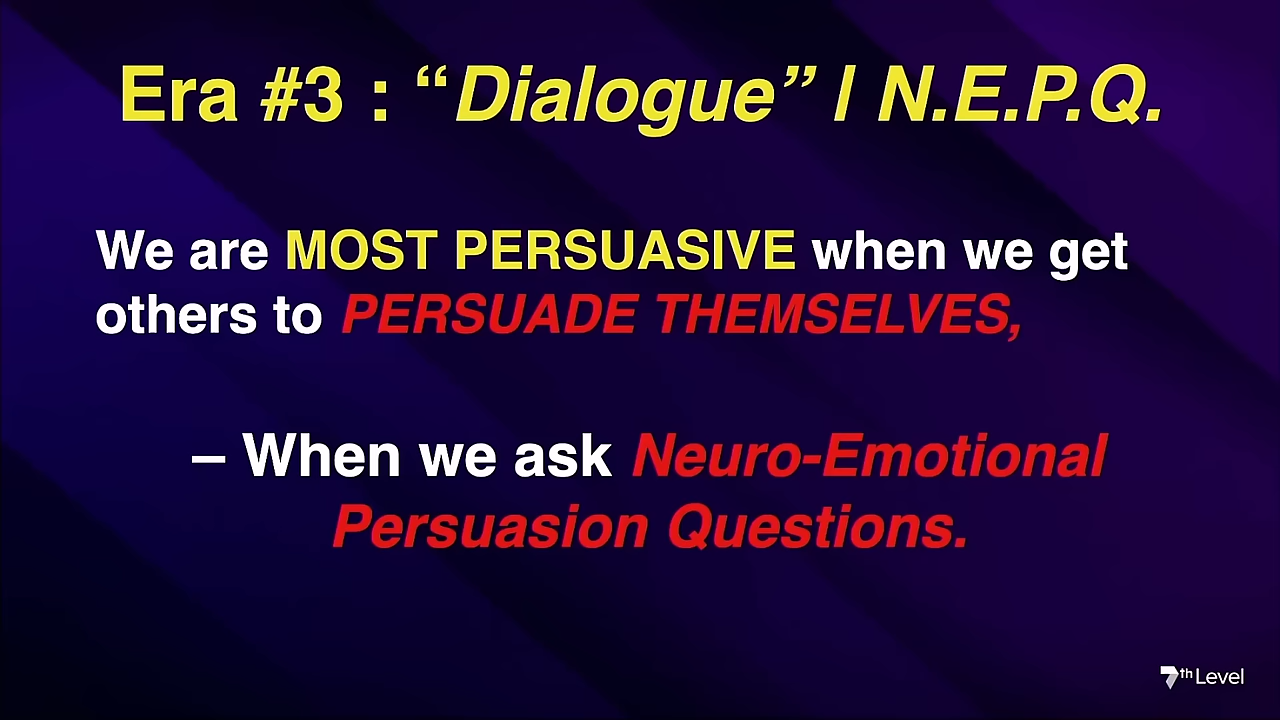 Era #3 : “Dialogue” / N.E.P.Q.
We are MOST PERSUASIVE when we get
others to PERSUADE THEMSELVES,
– When we ask Neuro-Emotional
Persuasion Questions.
7th Level